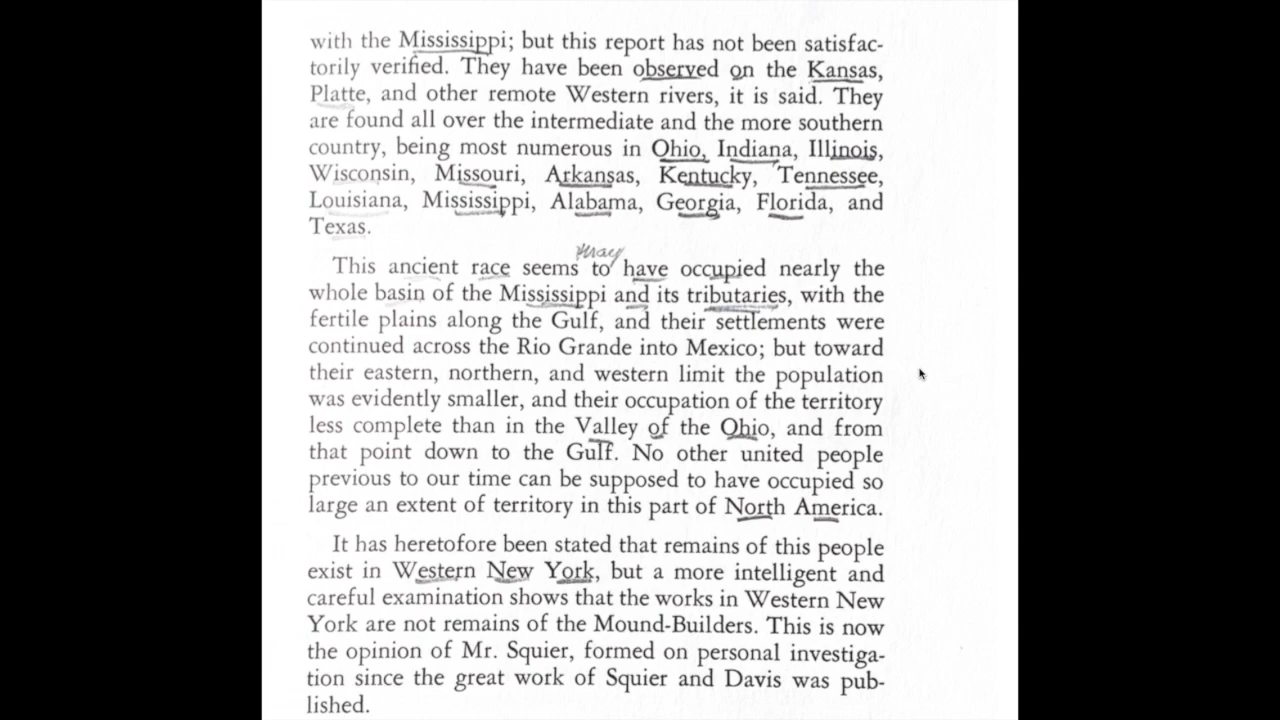 with the Mississippi; but this report has not been satisfac-
torily verified. They have been observed on the Kansas,
Platte, and other remote Western rivers, it is said. They
are found all over the intermediate and the more southern
country, being most numerous in Ohio, Indiana, Illinois,
Wisconsin, Missouri, Arkansas, Kentucky, Tennessee,
Louisiana, Mississippi, Alabama, Georgia, Florida, and
Texas.
This ancient race seems to have occupied nearly the
whole basin of the Mississippi and its tributaries, with the
fertile plains along the Gulf, and their settlements were
continued across the Rio Grande into Mexico; but toward
their eastern, northern, and western limit the population
was evidently smaller, and their occupation of the territory
less complete than in the Valley of the Ohio, and from
that point down to the Gulf. No other united people
previous to our time can be supposed to have occupied so
large an extent of territory in this part of North America.
It has heretofore been stated that remains of this people
exist in Western New York, but a more intelligent and
careful examination shows that the works in Western New
York are not remains of the Mound-Builders. This is now
the opinion of Mr. Squier, formed on personal investiga-
tion since the great work of Squier and Davis was pub-
lished.